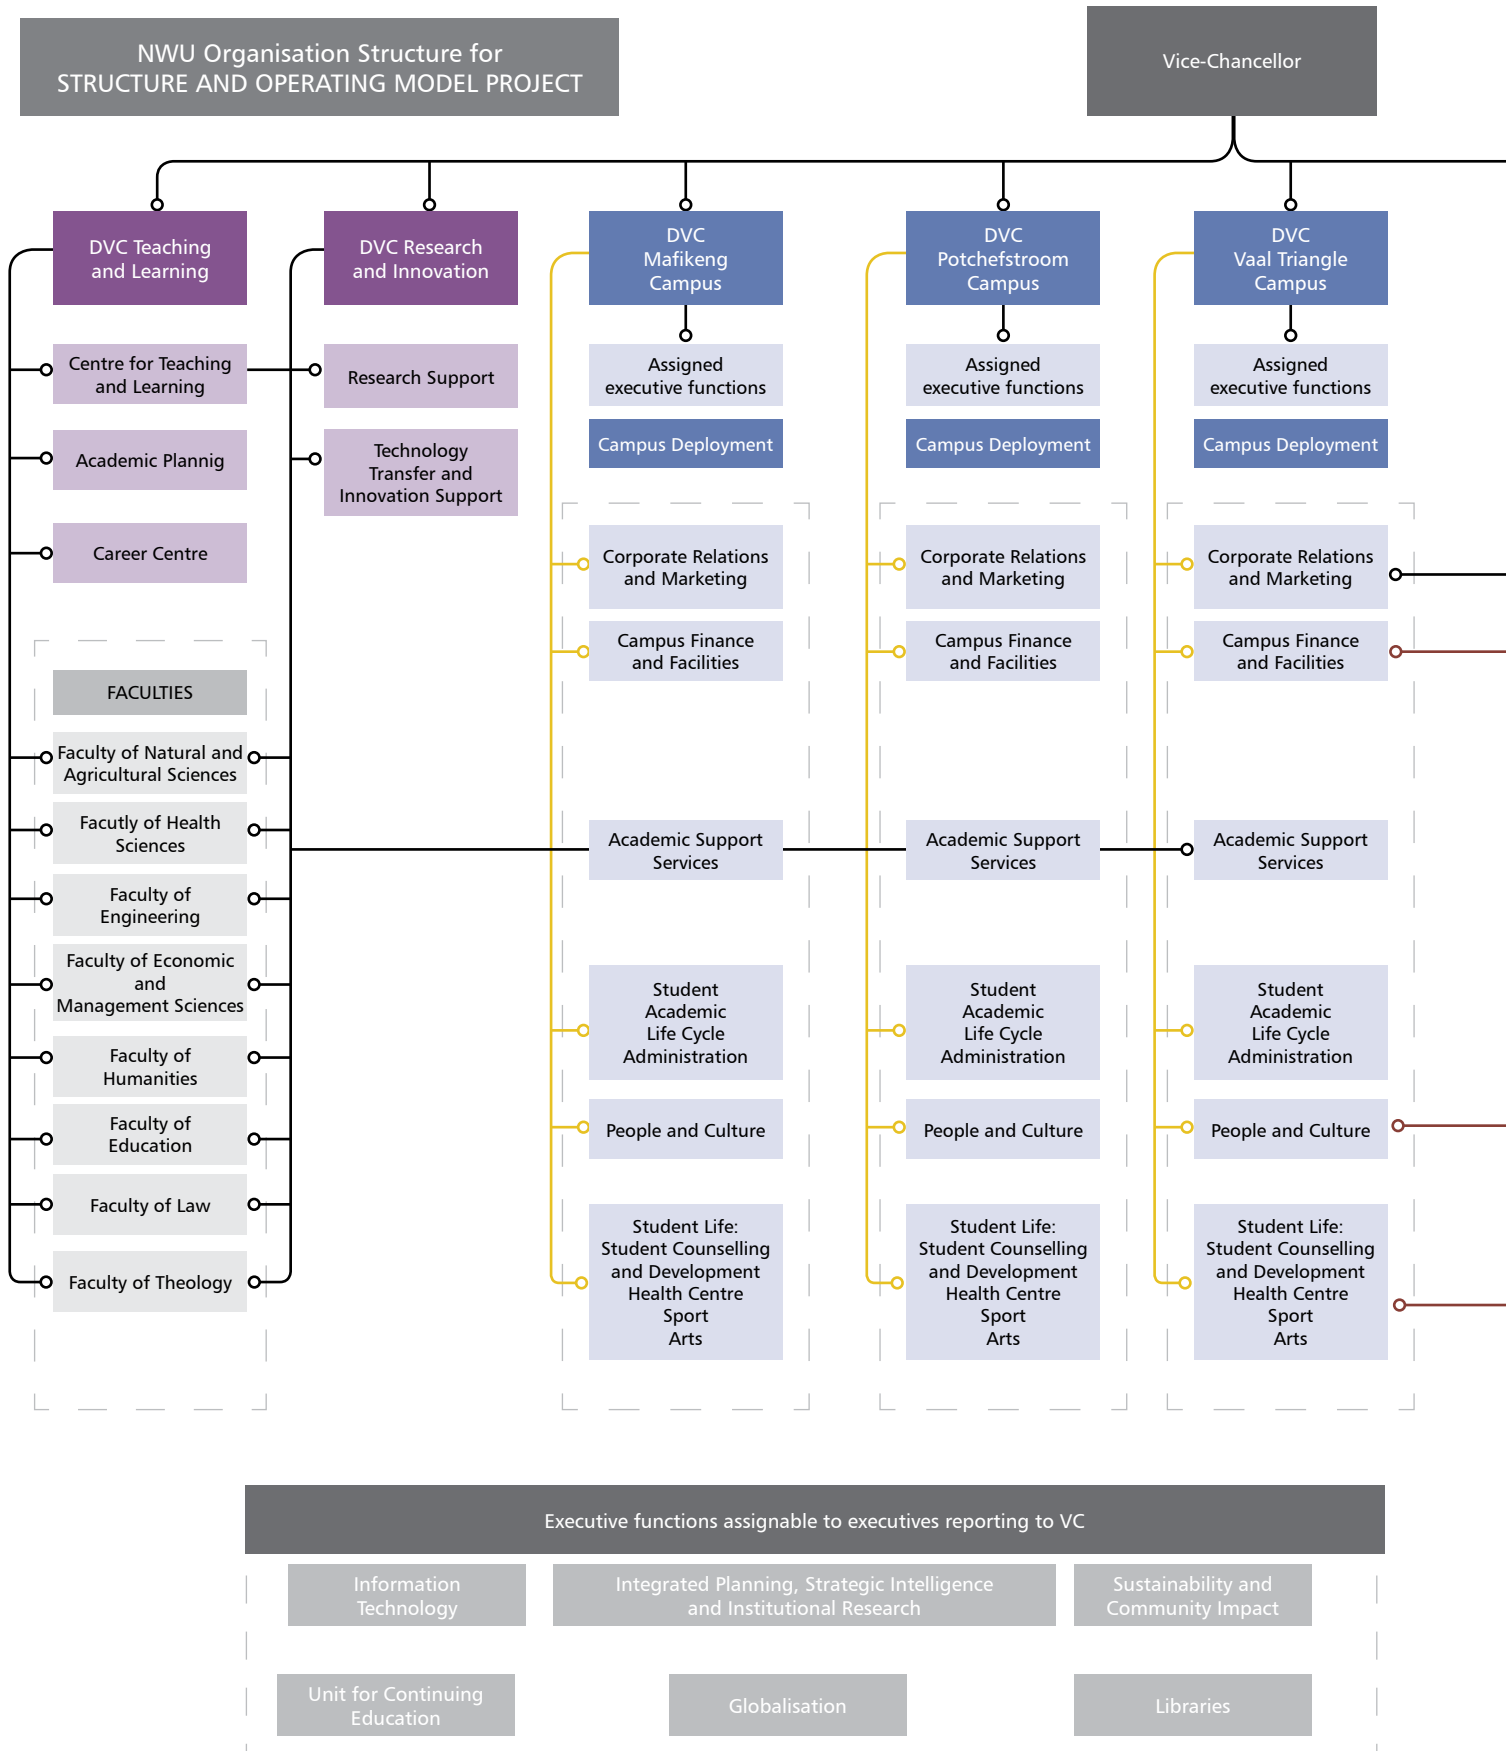 NWU Organisation Structure for
STRUCTURE AND OPERATING MODEL PROJECT
Vice-Chancellor
DVC Teaching
and Learning
Centre for Teaching
and Learning
Academic Plannig
Career Centre
FACULTIES
Faculty of Natural and
Agricultural Sciences
Facutly of Health
Sciences
Faculty of
Engineering
Faculty of Economic
and
Management Sciences
Faculty of
Humanities
Faculty of
Education
Faculty of Law
Faculty of Theology
DVC Research
and Innovation
Research Support
Technology
Transfer and
Innovation Support
DVC
Mafikeng
Campus
Assigned
executive functions
Campus Deployment
Corporate Relations
and Marketing
Campus Finance
and Facilities
Academic Support
Services
Student
Academic
Life Cycle
Administration
People and Culture
Student Life:
Student Counselling
and Development
Health Centre
Sport
Arts
DVC
Potchefstroom
Campus
Assigned
executive functions
Campus Deployment
Corporate Relations
and Marketing
Campus Finance
and Facilities
Academic Support
Services
Student
Academic
Life Cycle
Administration
People and Culture
Student Life:
Student Counselling
and Development
Health Centre
Sport
Arts
DVC
Vaal Triangle
Campus
Assigned
executive functions
Campus Deployment
Corporate Relations
and Marketing
Campus Finance
and Facilities
Academic Support
Services
Student
Academic
Life Cycle
Administration
People and Culture
Student Life:
Student Counselling
and Development
Health Centre
Sport
Arts
Executive functions assignable to executives reporting to VC
Information
Technology
Integrated Planning, Strategic Intelligence
and Institutional Research
Sustainability and
Community Impact
Unit for Continuing
Education
Globalisation
Libraries